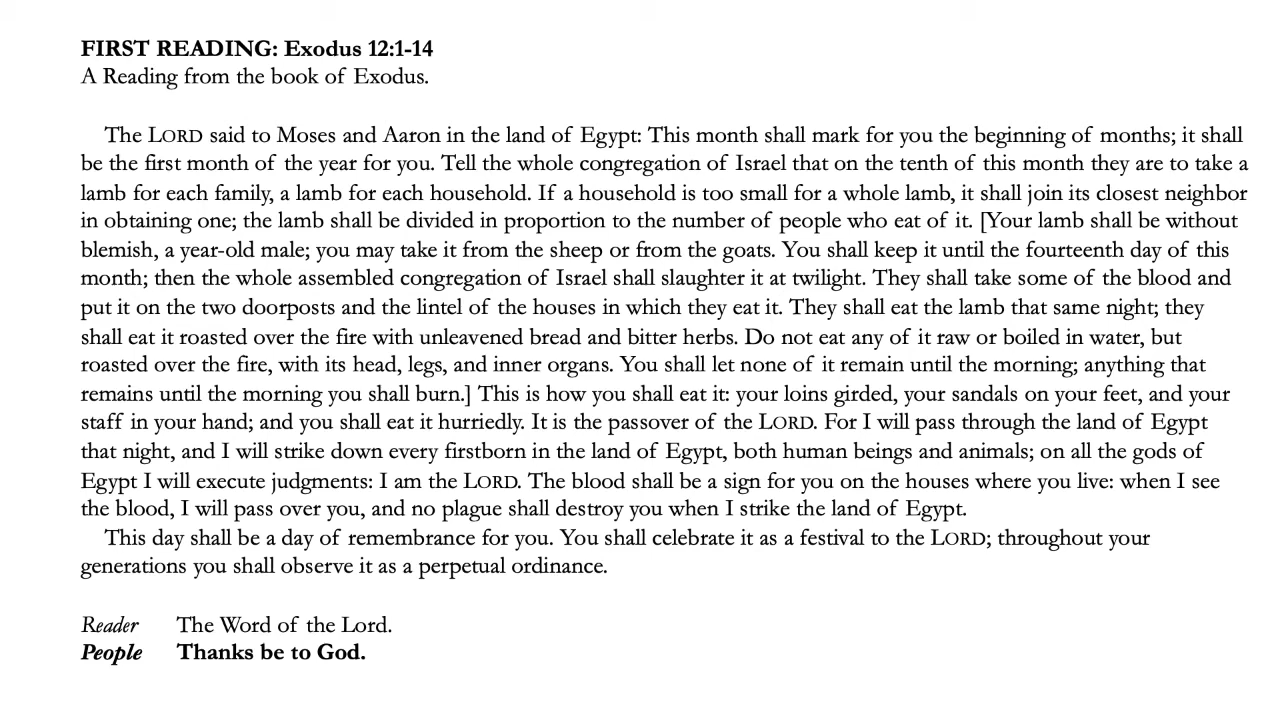 FIRST READING: Exodus 12:1-14
A Reading from the book of Exodus.
The LORD said to Moses and Aaron in the land of Egypt: This month shall mark for you the beginning of months; it shall
be the first month of the year for you. Tell the whole congregation of Israel that on the tenth of this month they are to take a
lamb for each family, a lamb for each household. If a household is too small for a whole lamb, it shall join its closest neighbor
in obtaining one; the lamb shall be divided in proportion to the number of people who eat of it. [Your lamb shall be without
blemish, a year-old male; you may take it from the sheep or from the goats. You shall keep it until the fourteenth day of this
month; then the whole assembled congregation of Israel shall slaughter it at twilight. They shall take some of the blood and
put it on the two doorposts and the lintel of the houses in which they eat it. They shall eat the lamb that same night; they
shall eat it roasted over the fire with unleavened bread and bitter herbs. Do not eat any of it raw or boiled in water, but
roasted over the fire, with its head, legs, and inner organs. You shall let none of it remain until the morning; anything that
remains until the morning you shall burn.] This is how you shall eat it: your loins girded, your sandals on your feet, and your
staff in your hand; and you shall eat it hurriedly. It is the passover of the LORD. For I will pass through the land of Egypt
that night, and I will strike down every firstborn in the land of Egypt, both human beings and animals; on all the gods of
Egypt I will execute judgments: I am the LORD. The blood shall be a sign for you on the houses where you live: when I see
the blood, I will pass over you, and no plague shall destroy you when I strike the land of Egypt.
This day shall be a day of remembrance for you. You shall celebrate it as a festival to the LORD; throughout your
generations you shall observe it as a perpetual ordinance.
Reader The Word of the Lord.
People Thanks be to God.